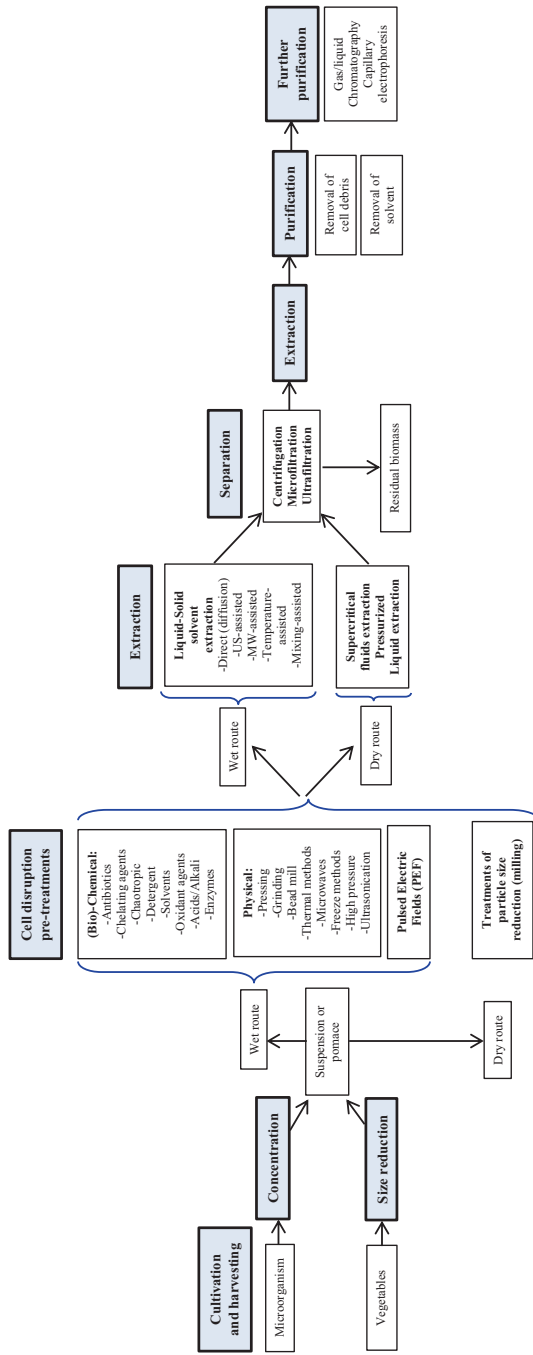 Cultivation
and harvesting
Microorganism
Vegetables
Concentration
Size reduction
Suspension or
pomace
Wet route
Dry route
Cell disruption
pre-treatments
(Bio)-Chemical:
-Antibiotics
-Chelating agents
-Chaotropic
-Detergent
-Solvents
-Oxidant agents
-Acids/Alkali
-Enzymes
Physical:
-Pressing
-Grinding
-Bead mill
-Thermal methods
-Microwaves
-Freeze methods
-High pressure
-Ultrasonication
Pulsed Electric
Fields (PEF)
Treatments of
particle size
reduction (milling)
Wet route
Dry route
Extraction
Liquid-Solid
solvent
extraction
-Direct (diffusion)
-US-assisted
-MW-assisted
-Temperature-
assisted
-Mixing-assisted
Supercritical
fluids extraction
Pressurized
Liquid extraction
Separation
Centrifugation
Microfiltration
Ultrafiltration
Residual biomass
Extraction
Purification
Removal of
cell debris
Removal of
solvent
Further
purification
Gas/liquid
Chromatography
Capillary
electrophoresis